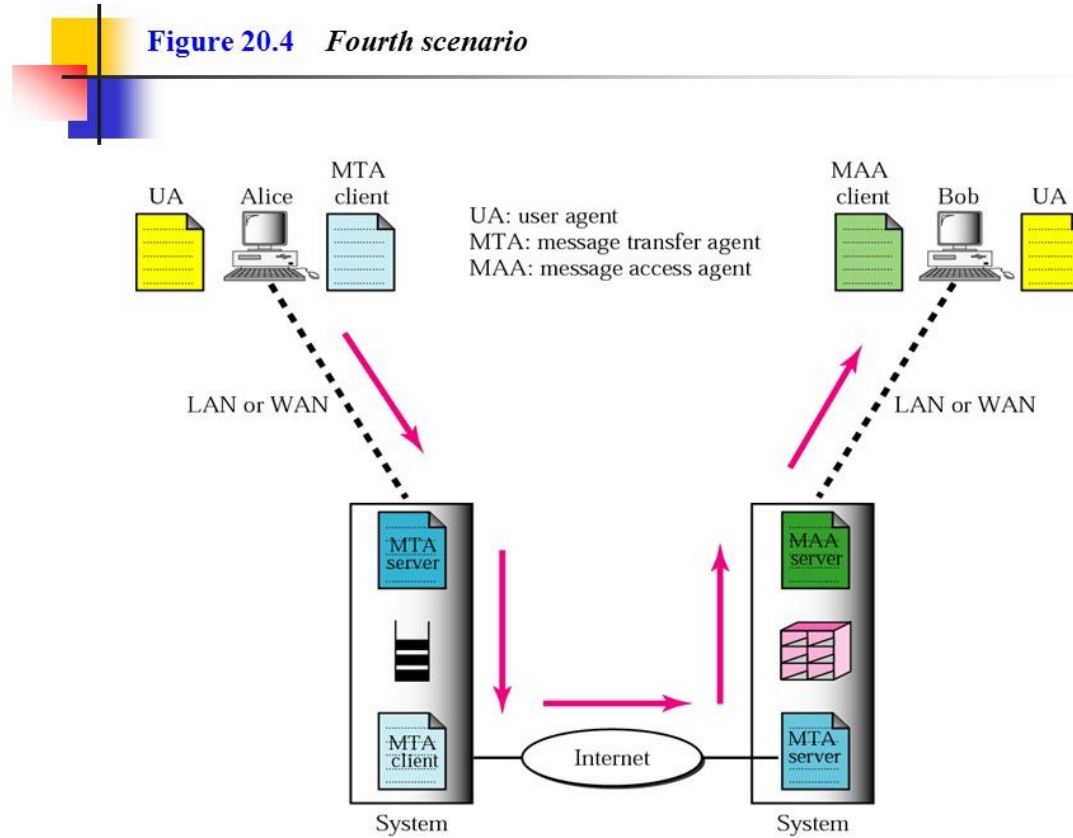 Figure 20.4 Fourth scenario
UA
Alice
MTA
client
UA: user agent
MTA: message transfer agent
MAA: message access agent
MAA
client
Bob
UA
LAN or WAN
LAN or WAN
MTA
server
MAA
server
MTA
client
Internet
MTA
server
System
System